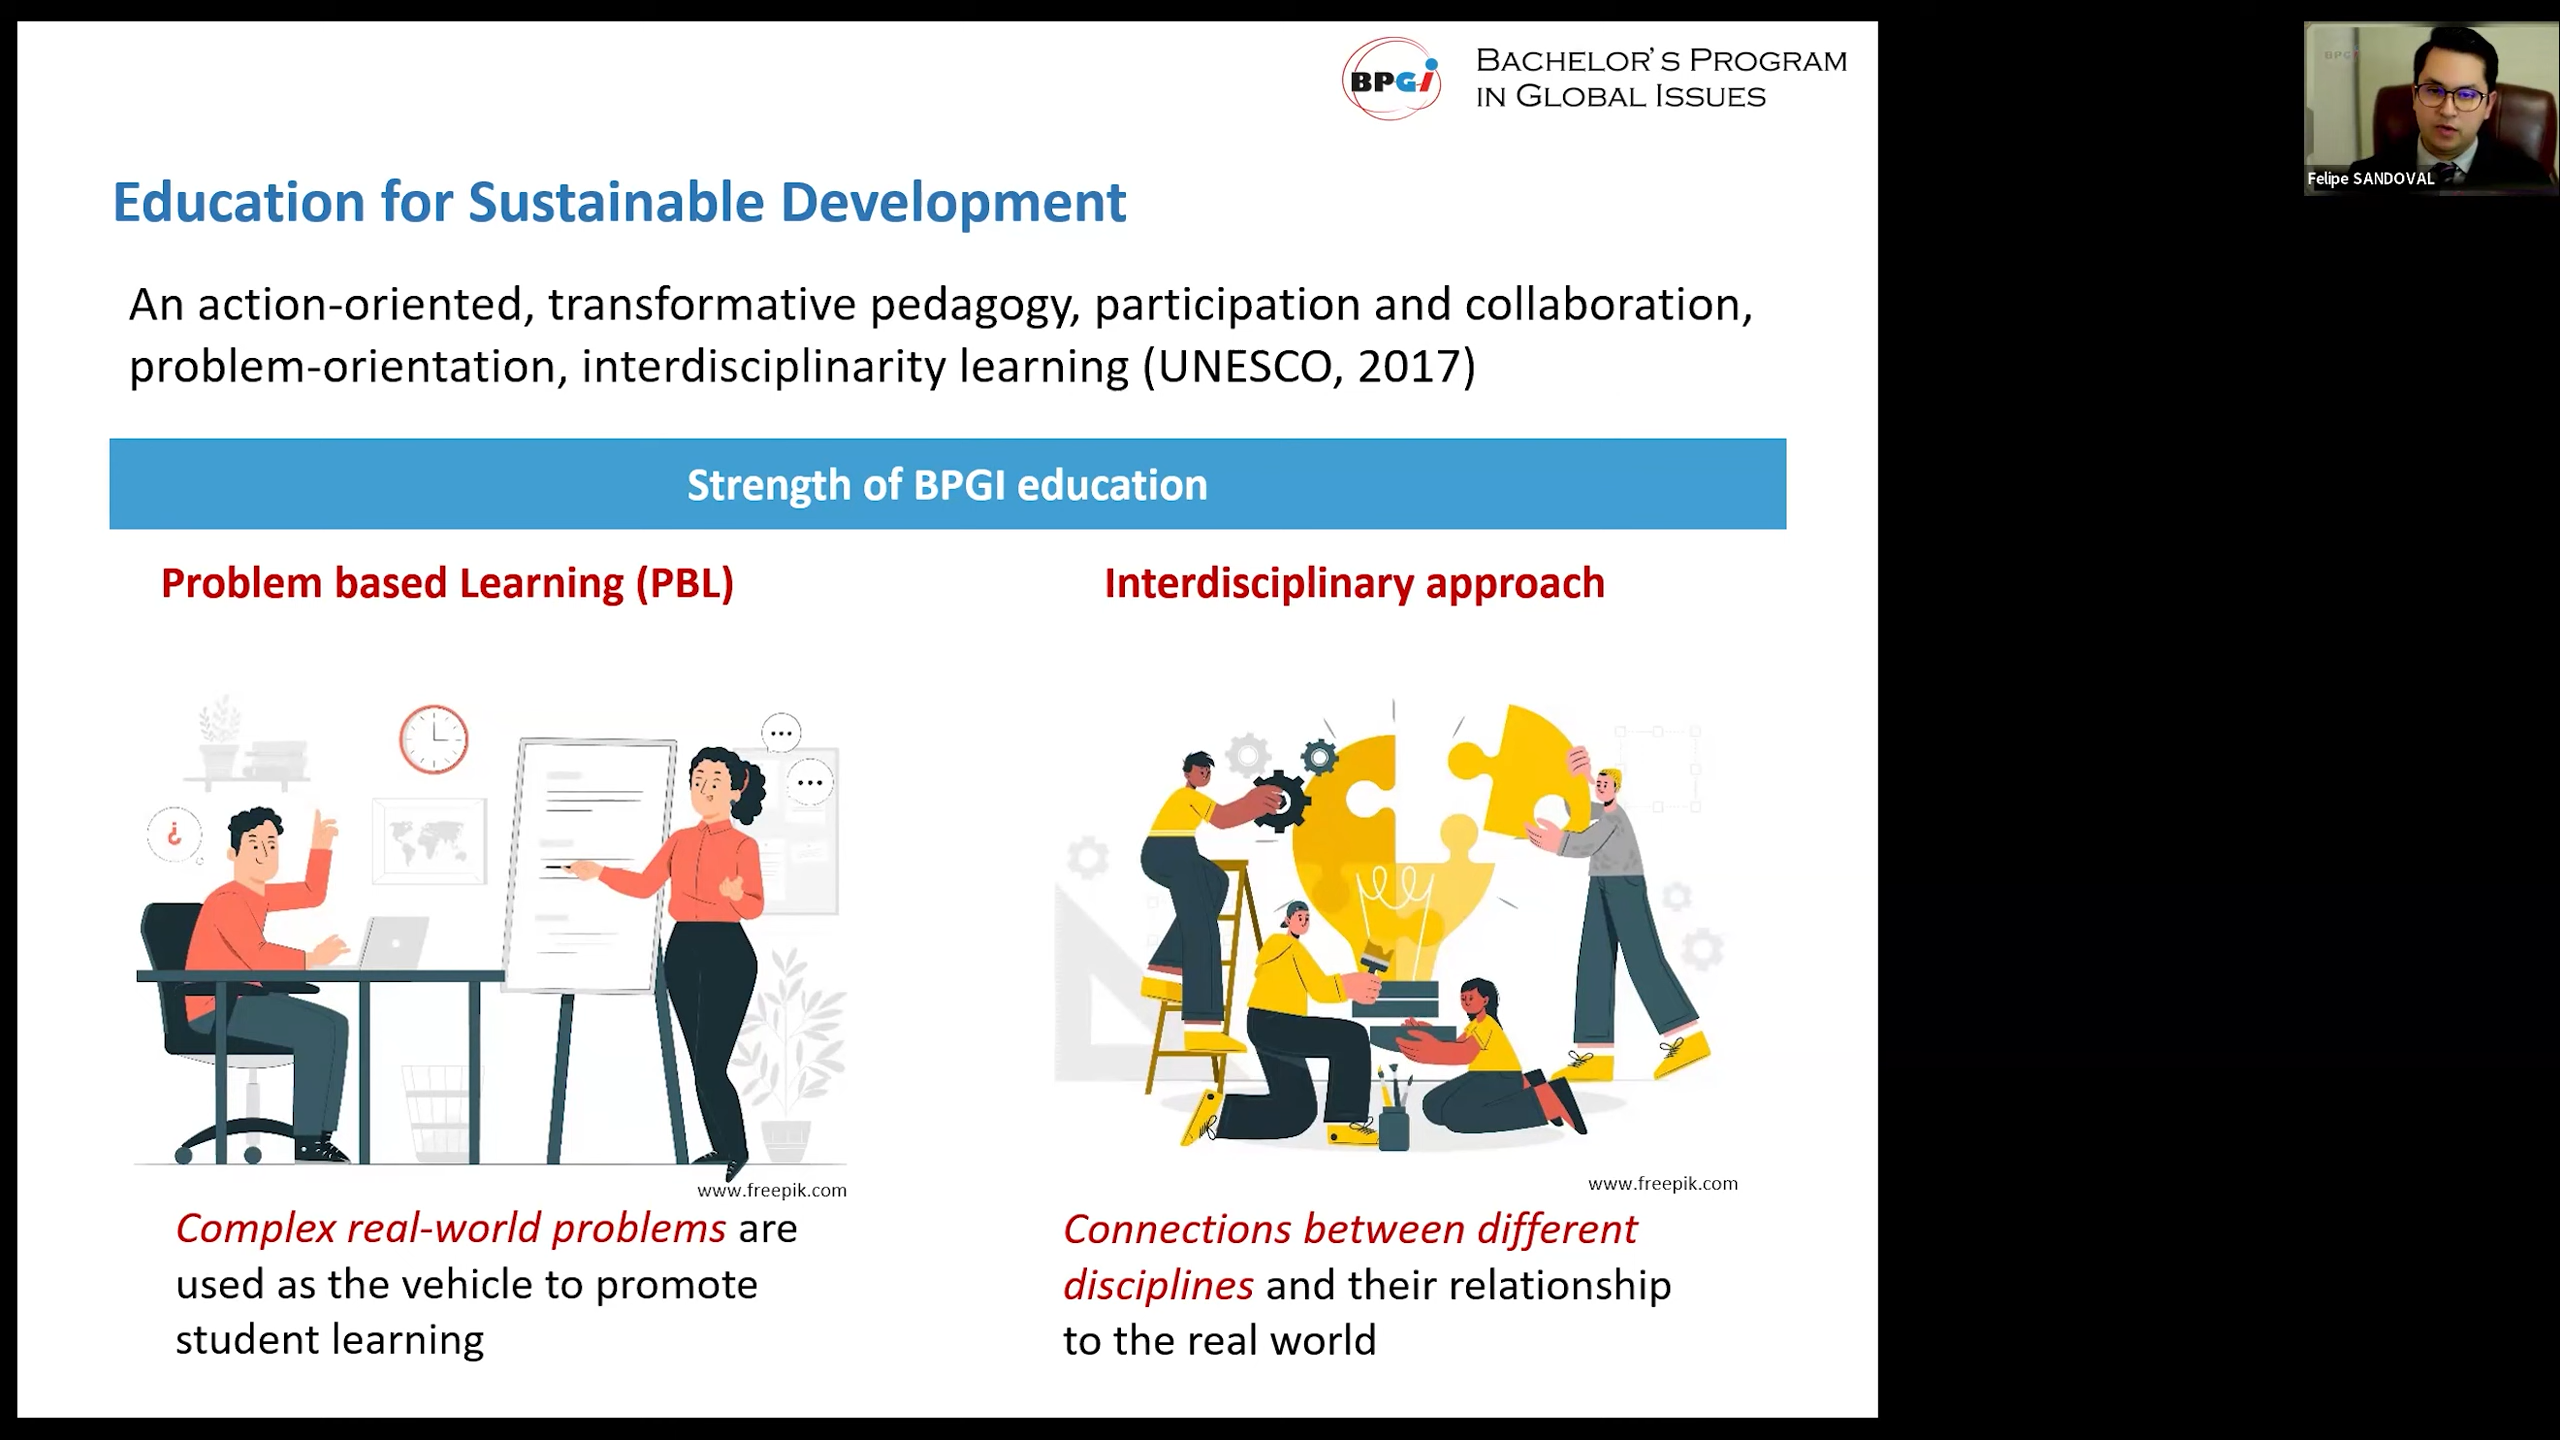 BPGI
BACHELOR'S PROGRAM
IN GLOBAL ISSUES
Felipe SANDOVAL
Education for Sustainable Development
An action-oriented, transformative pedagogy, participation and collaboration,
problem-orientation, interdisciplinarity learning (UNESCO, 2017)
Strength of BPGI education
Problem based Learning (PBL)
Interdisciplinary approach
¿
www.freepik.com
Complex real-world problems are
used as the vehicle to promote
student learning
www.freepik.com
Connections between different
disciplines and their relationship
to the real world